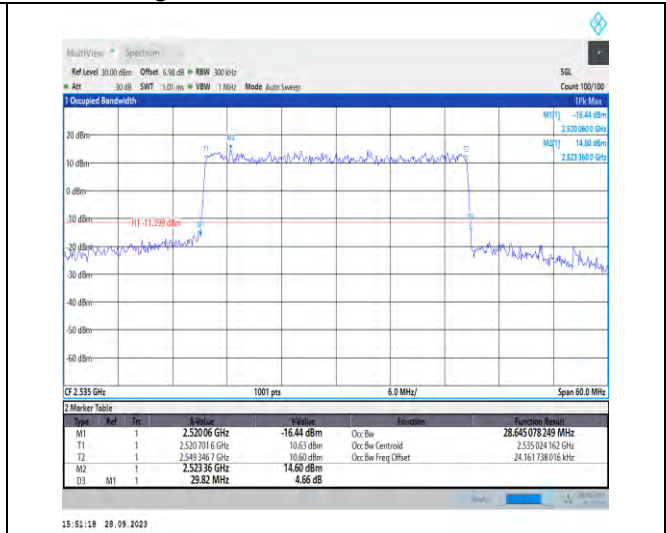 MultiView Spectrum
Ref Level 30.00 dBm Offset 6.98 dB RBW 300 kHz SGL
Att 30 dB SWT 1.01 ms VBW 1 MHz Mode Auto Sweep Count 100/100
1 Occupied Bandwidth 1Pk Max
M1[1] -16.44 dBm
2.5200600 GHz
M2[1] 14.60 dBm
2.5233600 GHz
20 dBm
M2
T1 T2
10 dBm
0 dBm
-10 dBm
H1 -11.399 dBm
M1
-20 dBm
-30 dBm
-40 dBm
-50 dBm
-60 dBm
CF 2.535 GHz 1001 pts 6.0 MHz/ Span 60.0 MHz
2 Marker Table
Type Ref Trc X-Value Y-Value Function Function Result
M1 1 2.52006 GHz -16.44 dBm Occ Bw 28.645 078 249 MHz
T1 1 2.520 701 6 GHz 10.63 dBm Occ Bw Centroid 2.535 024 162 GHz
T2 1 2.549 346 7 GHz 10.60 dBm Occ Bw Freq Offset 24.161 738 016 kHz
M2 1 2.523 36 GHz 14.60 dBm
D3 M1 1 29.82 MHz 4.66 dB
15:51:18 28.09.2023